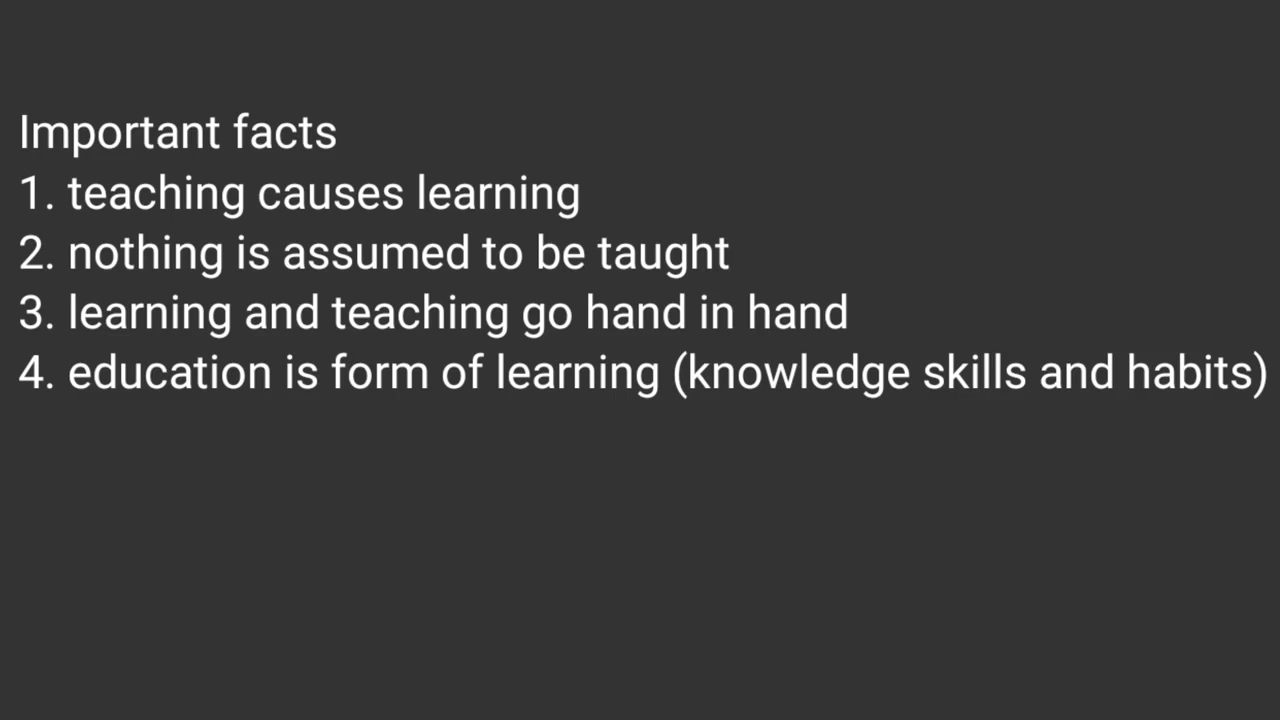 Important facts
1. teaching causes learning
2. nothing is assumed to be taught
3. learning and teaching go hand in hand
4. education is form of learning (knowledge skills and habits)